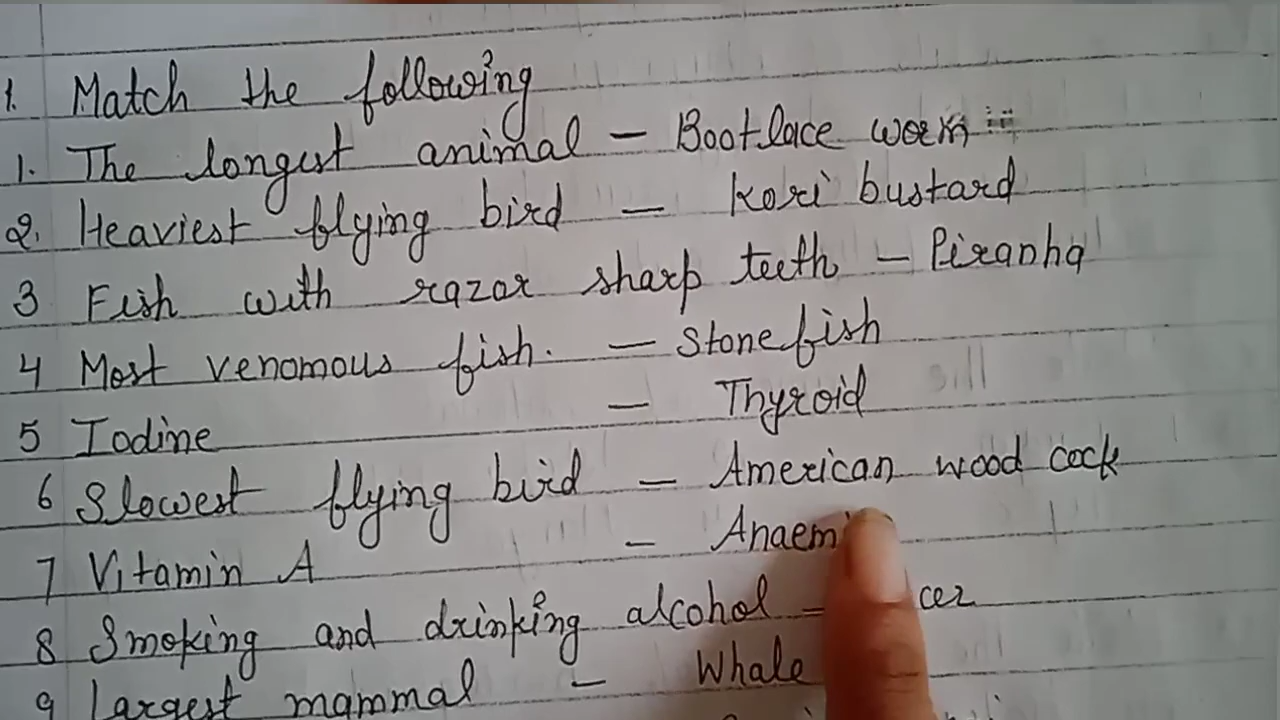 1. Match the following
1. The longest animal - Bootlace worm
2. Heaviest flying bird - Kori bustard
3 Fish with razor sharp teeth - Piranha
4 Most venomous fish. - Stonefish
5 Iodine - Thyroid
6 Slowest flying bird - American wood cock
7 Vitamin A -
8 Smoking and drinking alcohol -
9 Largest mammal - Whale